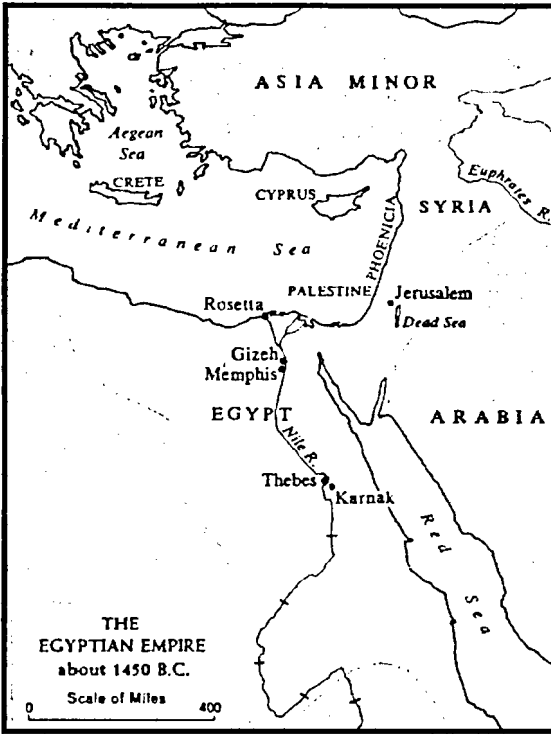 ASIA MINOR
Aegean
Sea
CRETE
CYPRUS
Euphrates R.
SYRIA
PHOENICIA
Mediterranean Sea
PALESTINE
Jerusalem
Dead Sea
Rosetta
Gizeh
Memphis
EGYPT
ARABIA
Nile R.
Thebes
Karnak
Red
Sea
THE
EGYPTIAN EMPIRE
about 1450 B.C.
Scale of Miles
0 400